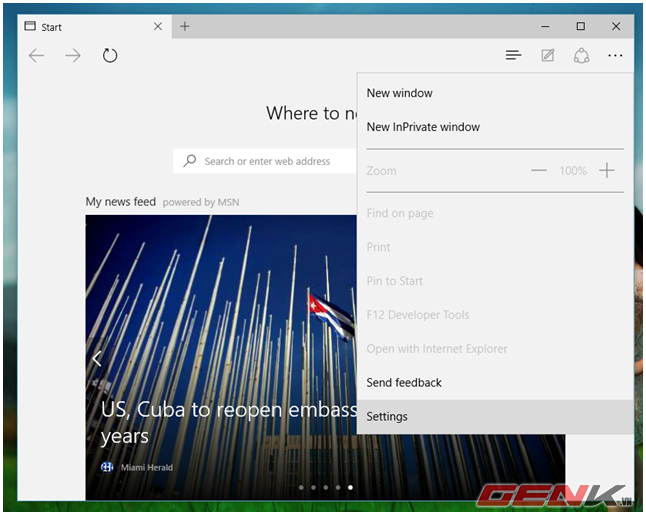 Start
Where to n
Search or enter web address
My news feed powered by MSN
US, Cuba to reopen embass
years
Miami Herald
New window
New InPrivate window
Zoom 100%
Find on page
Print
Pin to Start
F12 Developer Tools
Open with Internet Explorer
Send feedback
Settings
GENK.VN